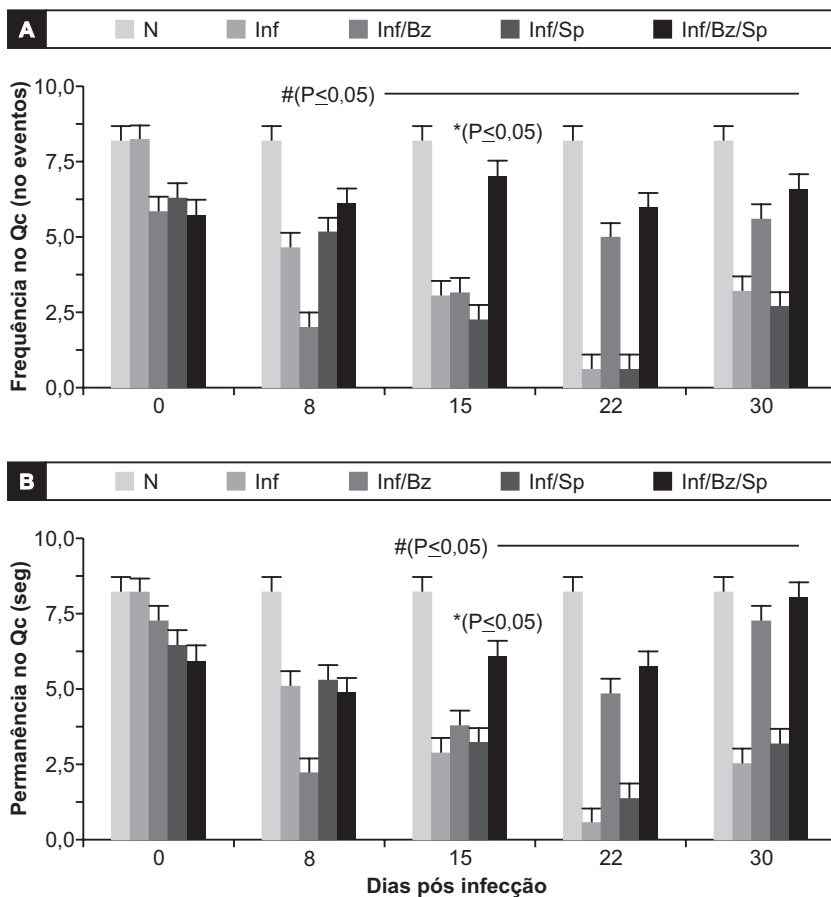 A N Inf Inf/Bz Inf/Sp Inf/Bz/Sp
Frequência no Qc (no eventos)
10,0
7,5
5,0
2,5
0,0
#(P≤0,05)
*(P≤0,05)
0 8 15 22 30
B N Inf Inf/Bz Inf/Sp Inf/Bz/Sp
Permanência no Qc (seg)
10,0
7,5
5,0
2,5
0,0
#(P≤0,05)
*(P≤0,05)
0 8 15 22 30
Dias pós infecção